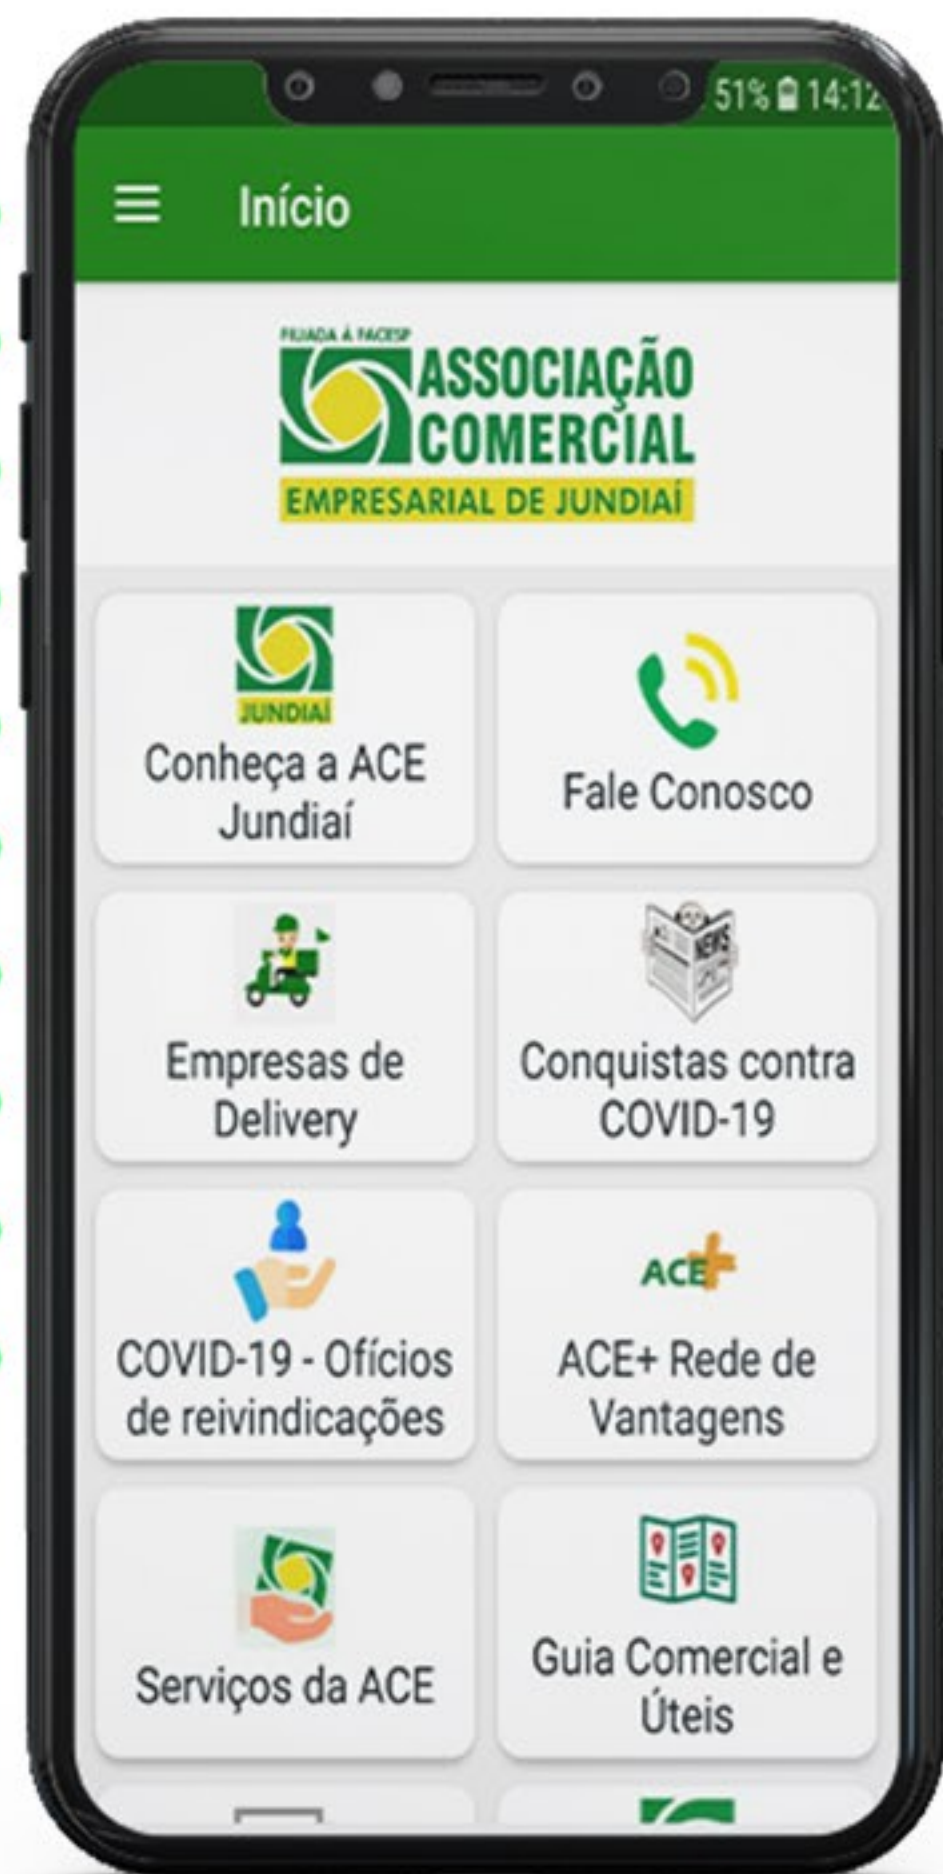 51% 14:12
Início
FILIADA À FACESP
ASSOCIAÇÃO
COMERCIAL
EMPRESARIAL DE JUNDIAÍ
JUNDIAÍ
Conheça a ACE
Jundiaí
Fale Conosco
Empresas de
Delivery
NEWS
Conquistas contra
COVID-19
COVID-19 - Ofícios
de reivindicações
ACE+
ACE+ Rede de
Vantagens
Serviços da ACE
Guia Comercial e
Úteis